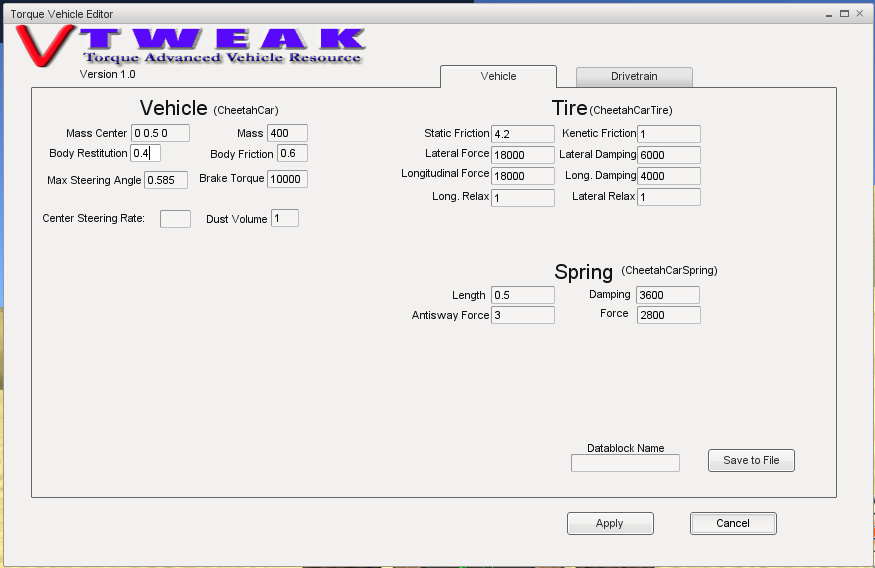 Torque Vehicle Editor
VTWEAK
Torque Advanced Vehicle Resource
Version 1.0
Vehicle Drivetrain
Vehicle (CheetahCar)
Mass Center 0 0.5 0 Mass 400
Body Restitution 0.4 Body Friction 0.6
Max Steering Angle 0.585 Brake Torque 10000
Center Steering Rate: Dust Volume 1
Tire (CheetahCarTire)
Static Friction 4.2 Kenetic Friction 1
Lateral Force 18000 Lateral Damping 6000
Longitudinal Force 18000 Long. Damping 4000
Long. Relax 1 Lateral Relax 1
Spring (CheetahCarSpring)
Length 0.5 Damping 3600
Antisway Force 3 Force 2800
Datablock Name
Save to File
Apply Cancel